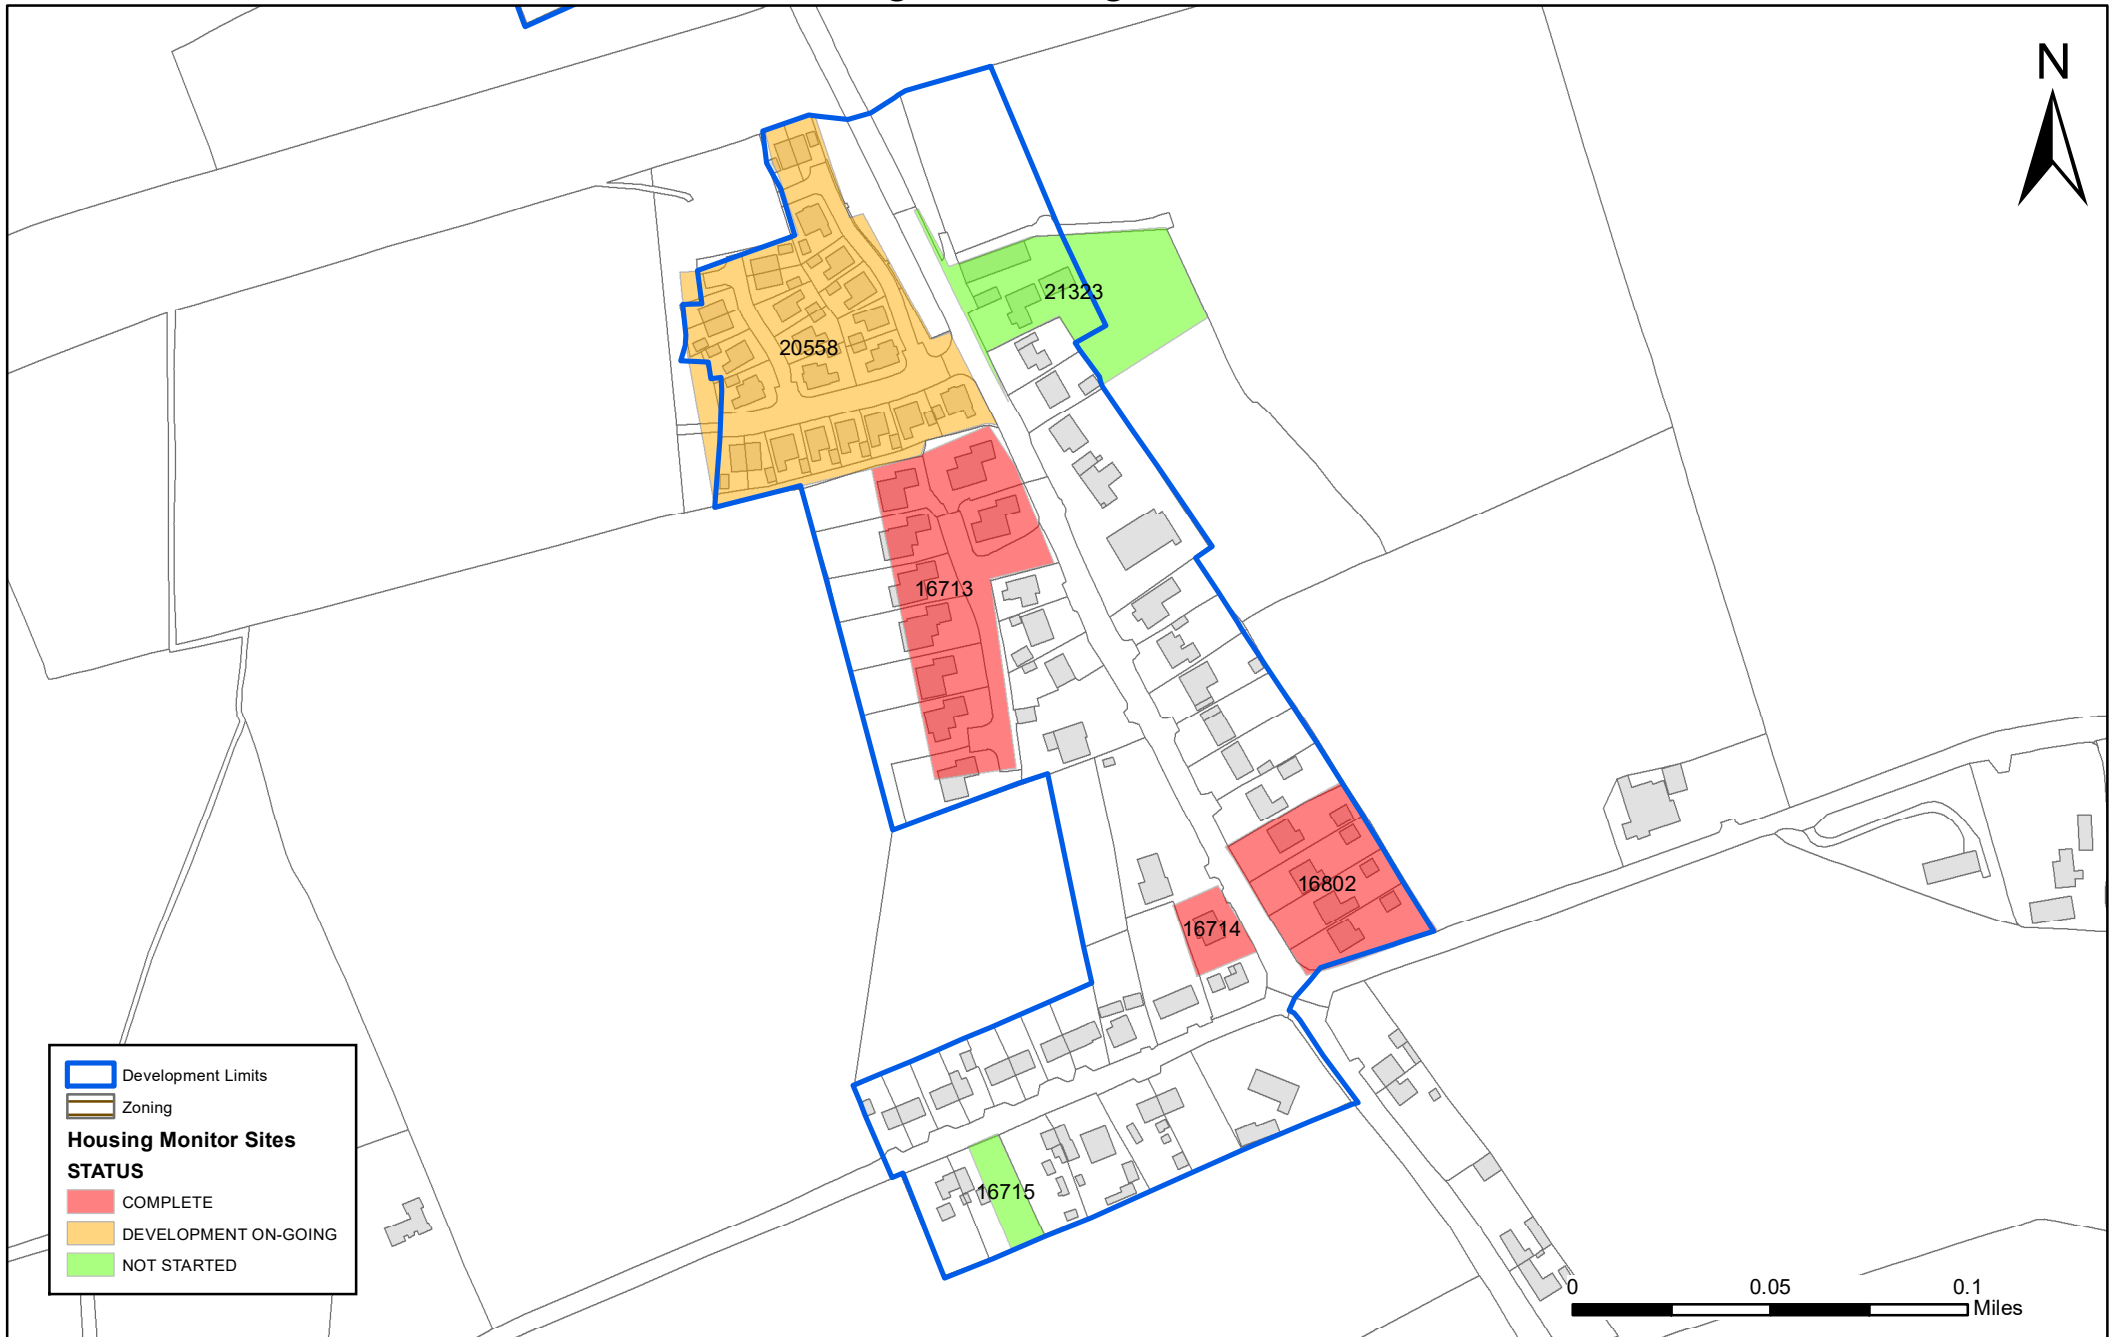 N
21323
20558
16713
16802
16714
16715
Development Limits
Zoning
Housing Monitor Sites
STATUS
COMPLETE
DEVELOPMENT ON-GOING
NOT STARTED
0 0.05 0.1
Miles